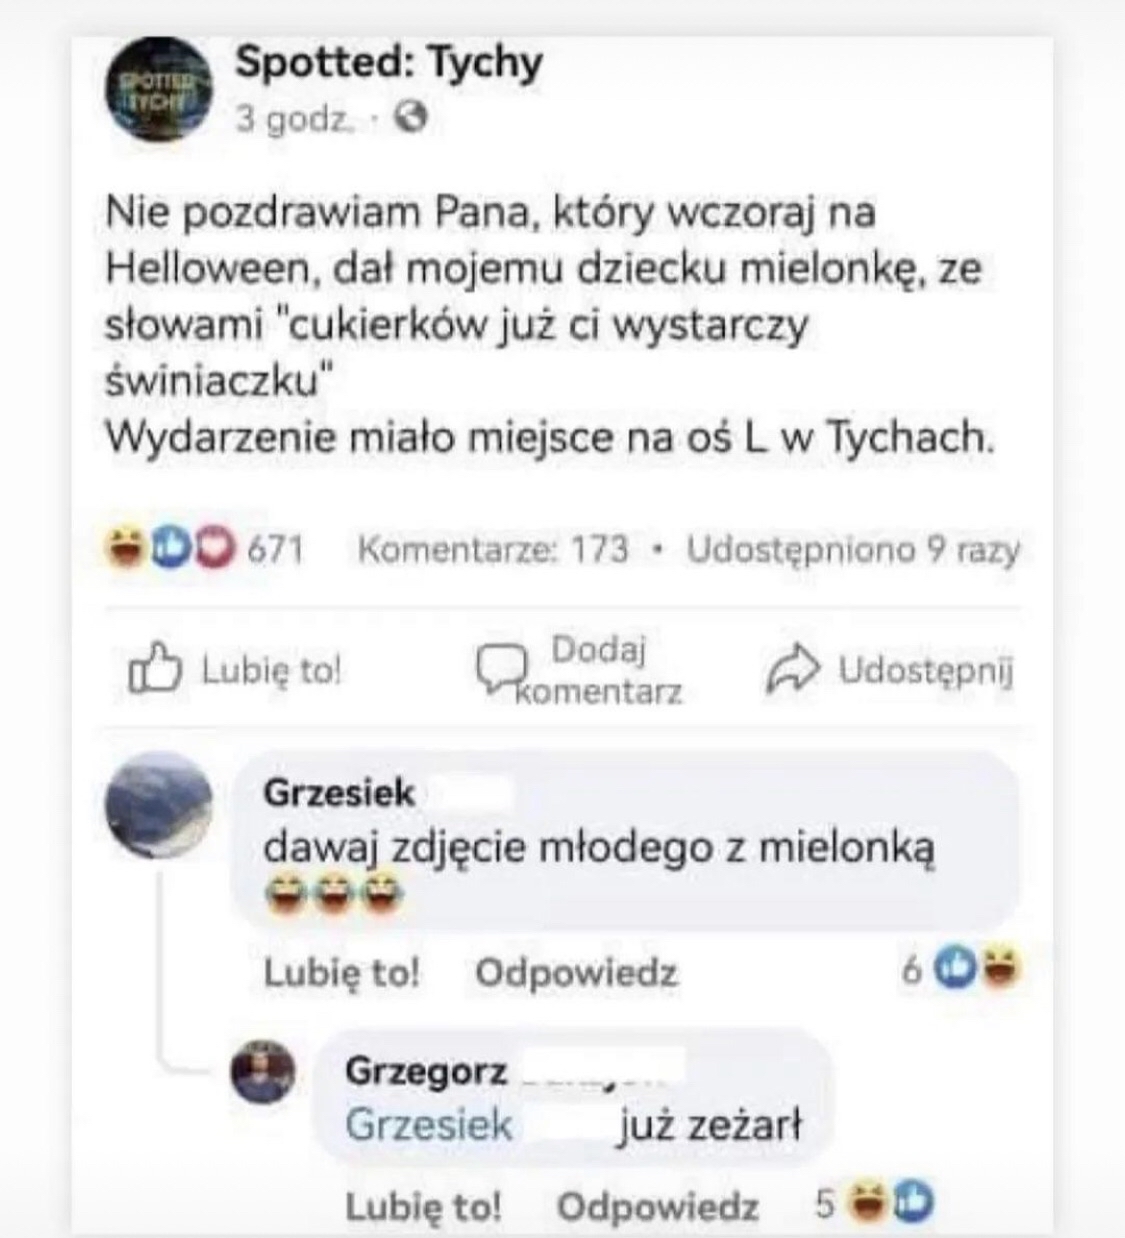 SPOTTED
TYCHY
Spotted: Tychy
3 godz. ·
Nie pozdrawiam Pana, który wczoraj na
Helloween, dał mojemu dziecku mielonkę, ze
słowami "cukierków już ci wystarczy
świniaczku"
Wydarzenie miało miejsce na oś L w Tychach.
671 Komentarze: 173 • Udostępniono 9 razy
Lubię to! Dodaj komentarz Udostępnij
Grzesiek
dawaj zdjęcie młodego z mielonką
Lubię to! Odpowiedz 6
Grzegorz
Grzesiek już zeżarł
Lubię to! Odpowiedz 5